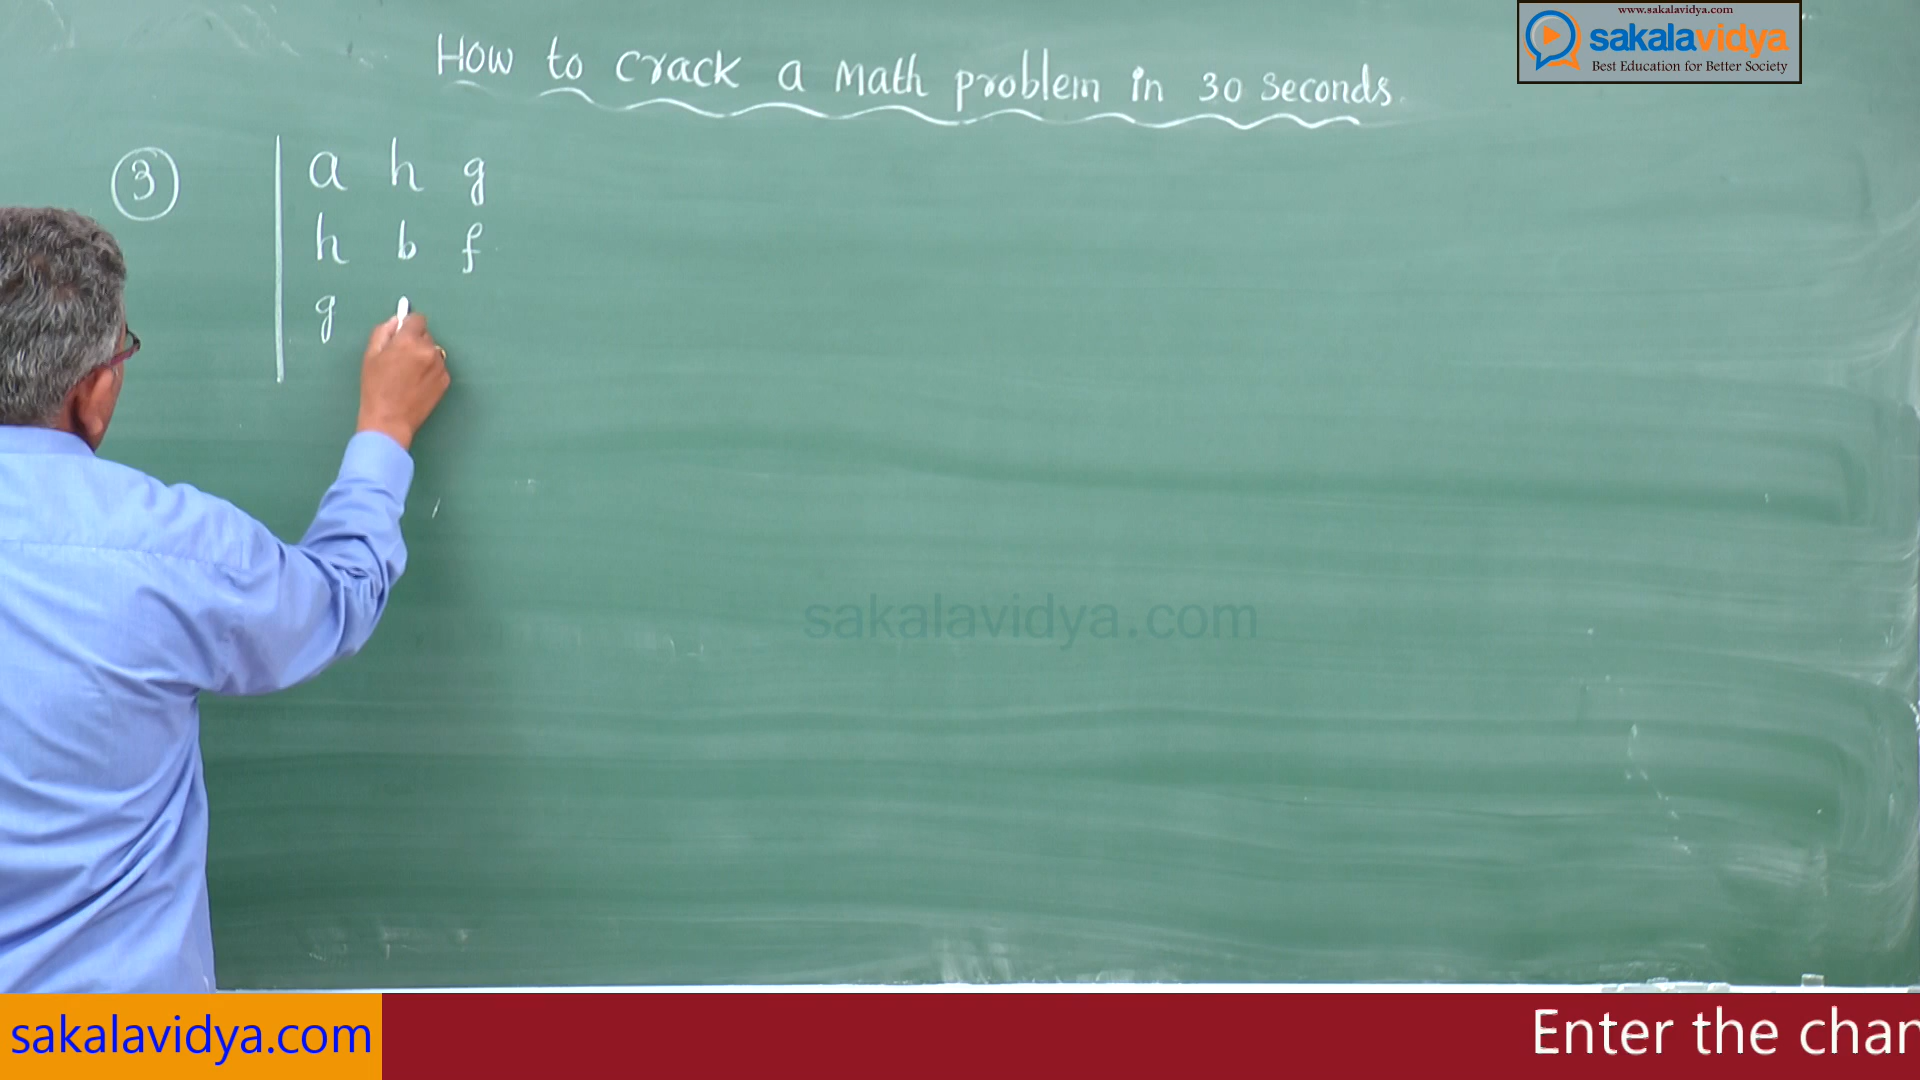 www.sakalavidya.com
sakalavidya
Best Education for Better Society
How to crack a Math problem in 30 seconds.
3
a h g
h b f
g
sakalavidya.com
sakalavidya.com
Enter the chan